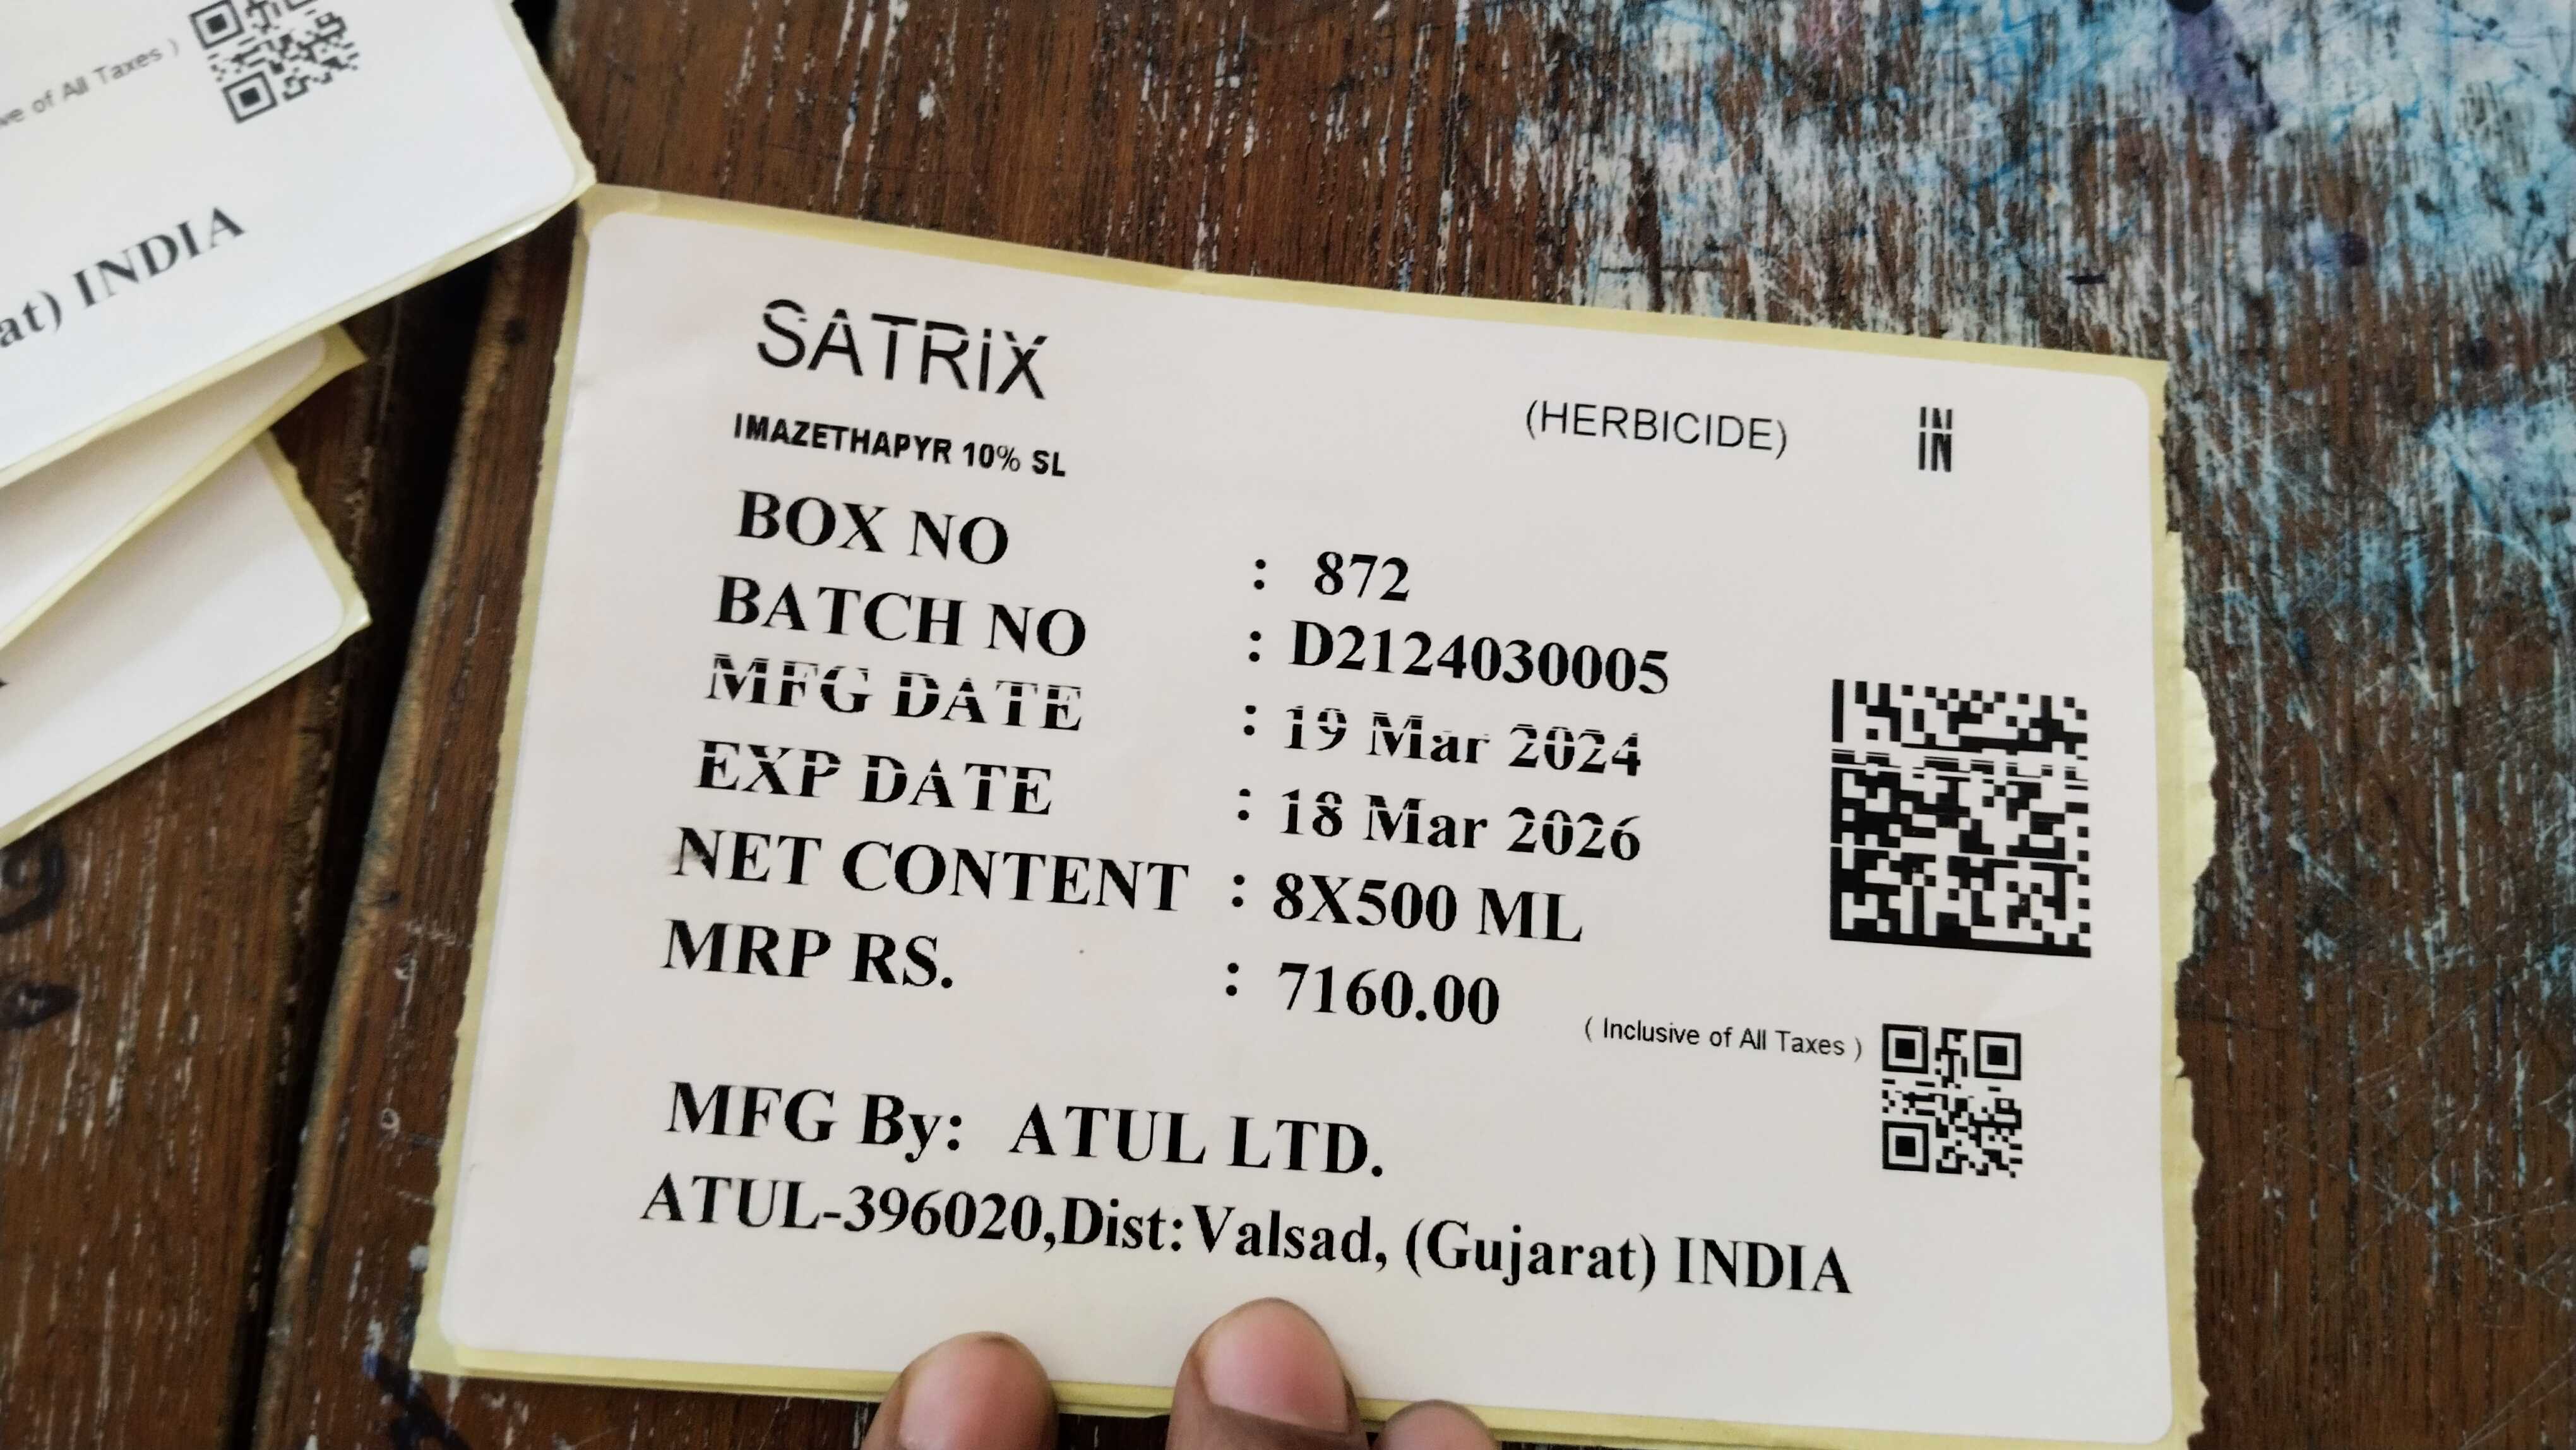 ve of All Taxes )
at) INDIA
SATRIX
IMAZETHAPYR 10% SL
(HERBICIDE)
IN
IN
BOX NO : 872
BATCH NO : D2124030005
MFG DATE : 19 Mar 2024
EXP DATE : 18 Mar 2026
NET CONTENT : 8X500 ML
MRP RS. : 7160.00
( Inclusive of All Taxes )
MFG By: ATUL LTD.
ATUL-396020,Dist:Valsad, (Gujarat) INDIA